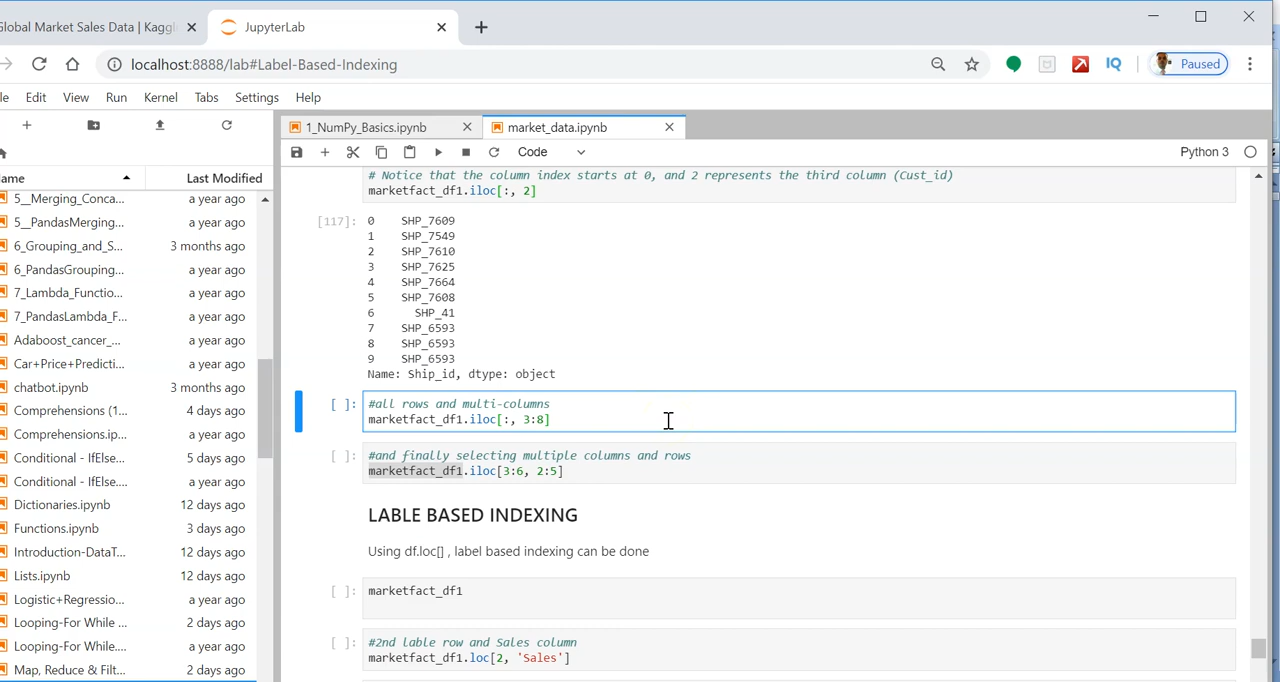 Global Market Sales Data | Kaggl
JupyterLab
localhost:8888/lab#Label-Based-Indexing
IQ
Paused
le Edit View Run Kernel Tabs Settings Help
1_NumPy_Basics.ipynb
market_data.ipynb
Code
Python 3
ame Last Modified
5__Merging_Conca... a year ago
5__PandasMerging... a year ago
6_Grouping_and_S... 3 months ago
6_PandasGrouping... a year ago
7_Lambda_Functio... a year ago
7_PandasLambda_F... a year ago
Adaboost_cancer_... a year ago
Car+Price+Predicti... a year ago
chatbot.ipynb 3 months ago
Comprehensions (1... 4 days ago
Comprehensions.ip... a year ago
Conditional - IfElse.... 5 days ago
Conditional - IfElse.... a year ago
Dictionaries.ipynb 12 days ago
Functions.ipynb 3 days ago
Introduction-DataT... 12 days ago
Lists.ipynb 12 days ago
Logistic+Regressio... a year ago
Looping-For While ... 2 days ago
Looping-For While.... a year ago
Map, Reduce & Filt... 2 days ago
# Notice that the column index starts at 0, and 2 represents the third column (Cust_id)
marketfact_df1.iloc[:, 2]
[117]: 0 SHP_7609
1 SHP_7549
2 SHP_7610
3 SHP_7625
4 SHP_7664
5 SHP_7608
6 SHP_41
7 SHP_6593
8 SHP_6593
9 SHP_6593
Name: Ship_id, dtype: object
[ ]: #all rows and multi-columns
marketfact_df1.iloc[:, 3:8]
[ ]: #and finally selecting multiple columns and rows
marketfact_df1.iloc[3:6, 2:5]
LABLE BASED INDEXING
Using df.loc[] , label based indexing can be done
[ ]: marketfact_df1
[ ]: #2nd lable row and Sales column
marketfact_df1.loc[2, 'Sales']